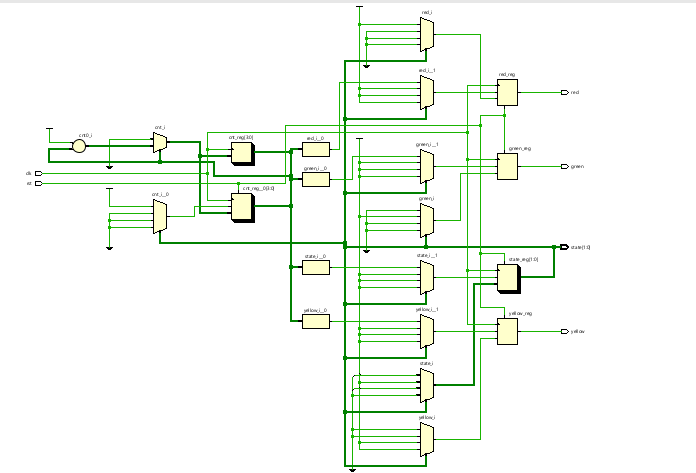 red_i
red_i__1
red_reg
red
cnt0_i
cnt_i
cnt_reg[3:0]
red_i__0
green_i__1
green_reg
green
green_i__0
clk
rst
cnt_reg__0[3:0]
cnt_i__0
green_i
state[1:0]
state_i__0
state_i__1
state_reg[1:0]
yellow_i__0
yellow_i__1
yellow_reg
yellow
state_i
yellow_i